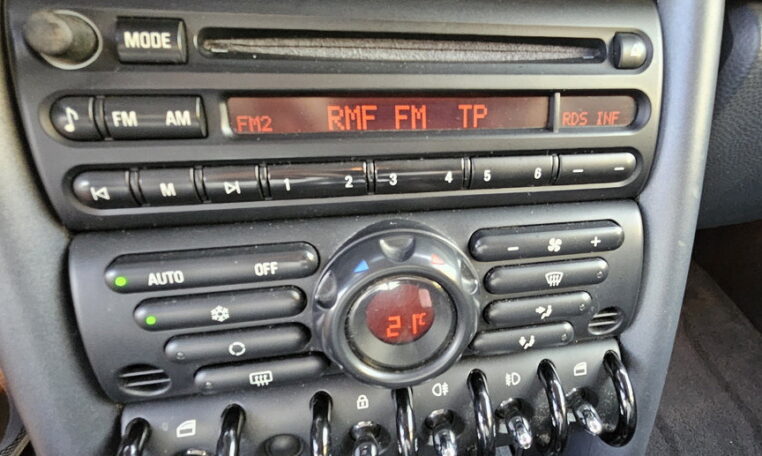 MODE
FM AM
FM2 RMF FM TP RDS INF
M 1 2 3 4 5 6 - -
AUTO OFF
- +
21°C